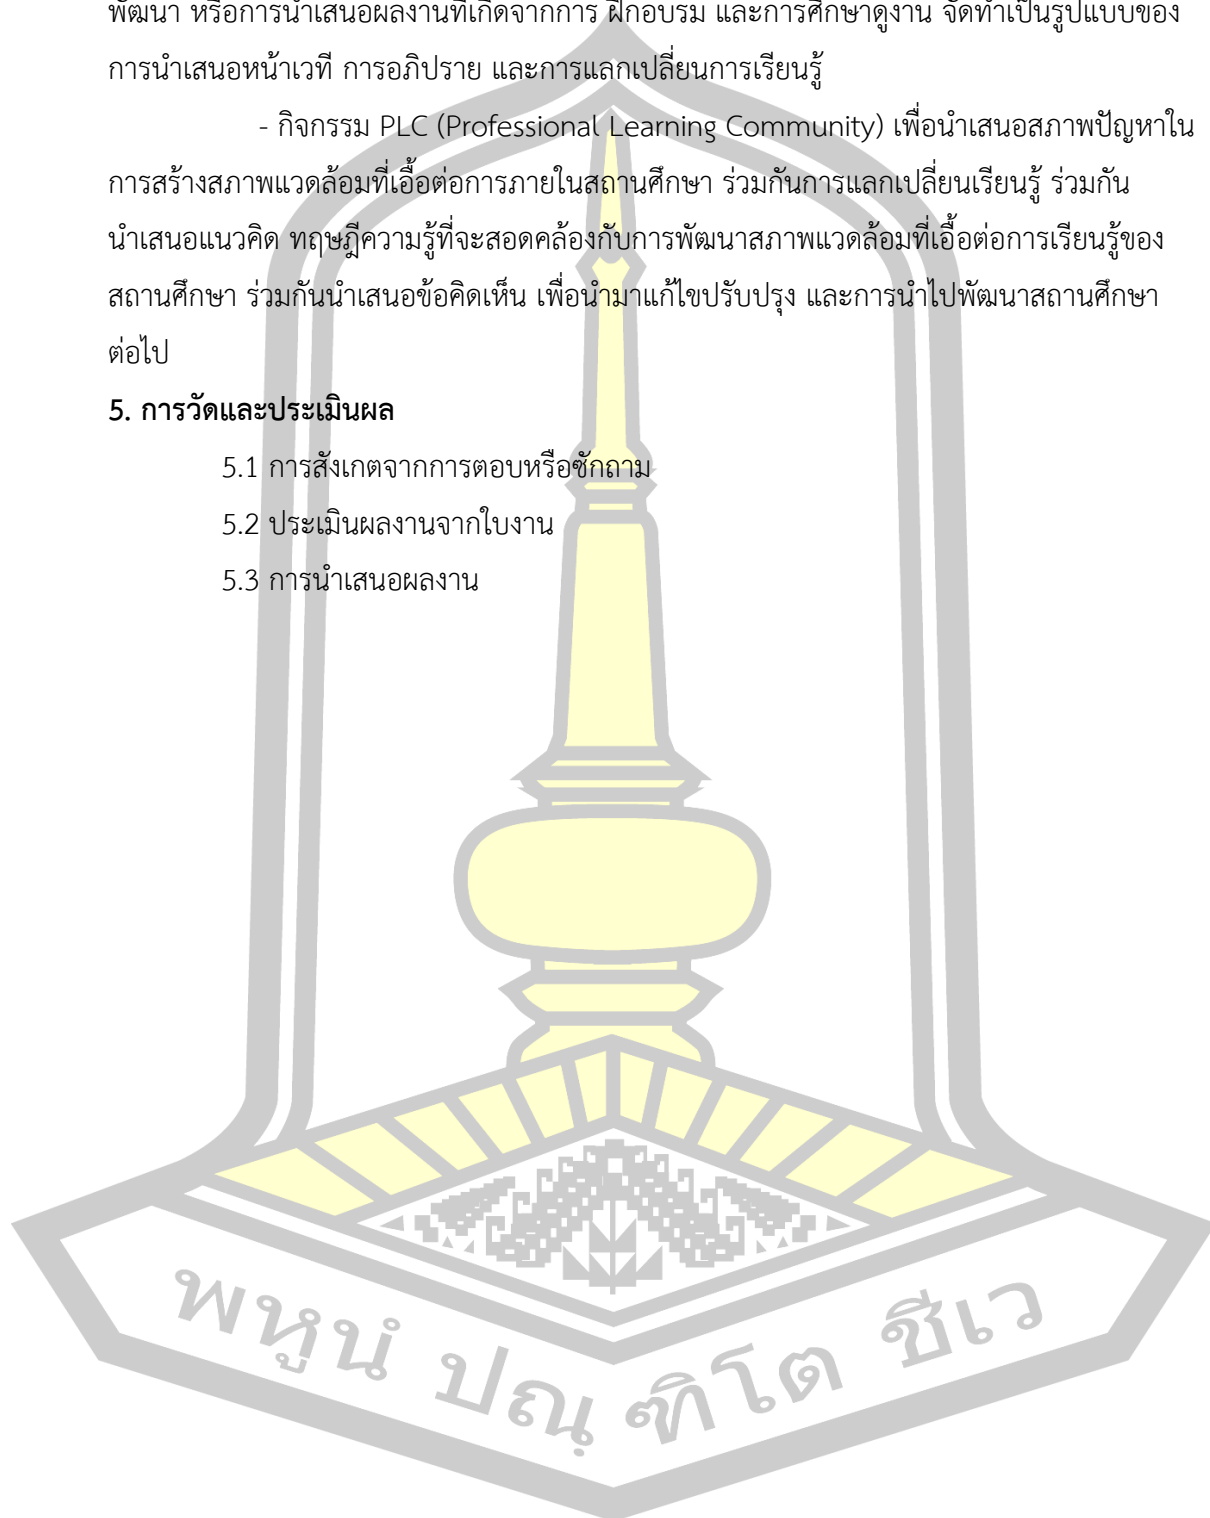 พัฒนา หรือการนำเสนอผลงานที่เกิดจากการ ฝึกอบรม และการศึกษาดูงาน จัดทำเป็นรูปแบบของ
การนำเสนอหน้าเวที การอภิปราย และการแลกเปลี่ยนการเรียนรู้
- กิจกรรม PLC (Professional Learning Community) เพื่อนำเสนอสภาพปัญหาใน
การสร้างสภาพแวดล้อมที่เอื้อต่อการภายในสถานศึกษา ร่วมกันการแลกเปลี่ยนเรียนรู้ ร่วมกัน
นำเสนอแนวคิด ทฤษฎีความรู้ที่จะสอดคล้องกับการพัฒนาสภาพแวดล้อมที่เอื้อต่อการเรียนรู้ของ
สถานศึกษา ร่วมกันนำเสนอข้อคิดเห็น เพื่อนำมาแก้ไขปรับปรุง และการนำไปพัฒนาสถานศึกษา
ต่อไป
5. การวัดและประเมินผล
5.1 การสังเกตจากการตอบหรือซักถาม
5.2 ประเมินผลงานจากใบงาน
5.3 การนำเสนอผลงาน
พหูนํ ปณฺฑิโต ชีเว